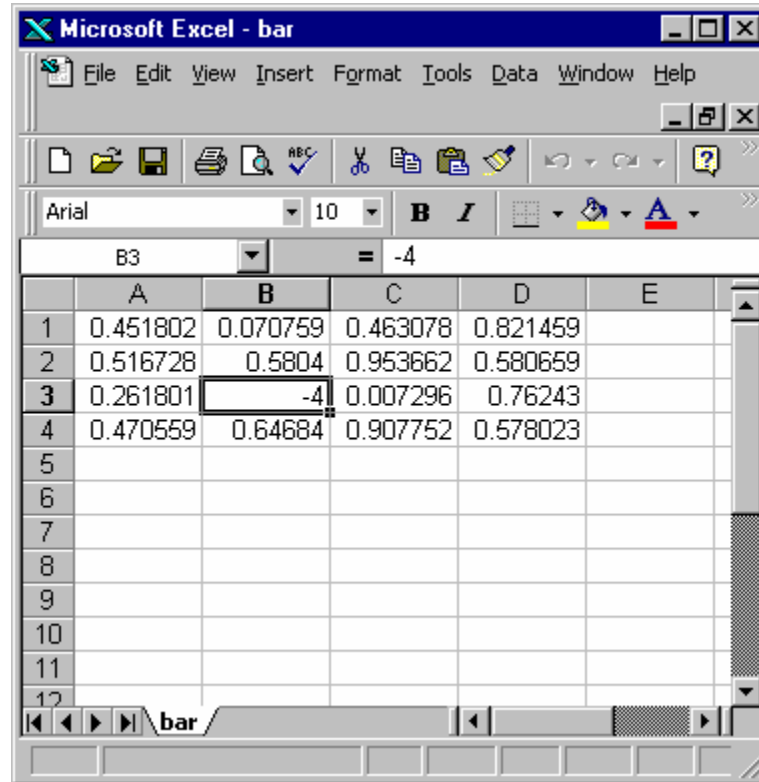 Microsoft Excel - bar
File Edit View Insert Format Tools Data Window Help
ABC
Arial 10 B I A
B3 = -4
A B C D E
1 0.451802 0.070759 0.463078 0.821459
2 0.516728 0.5804 0.953662 0.580659
3 0.261801 -4 0.007296 0.76243
4 0.470559 0.64684 0.907752 0.578023
5
6
7
8
9
10
11
12
bar